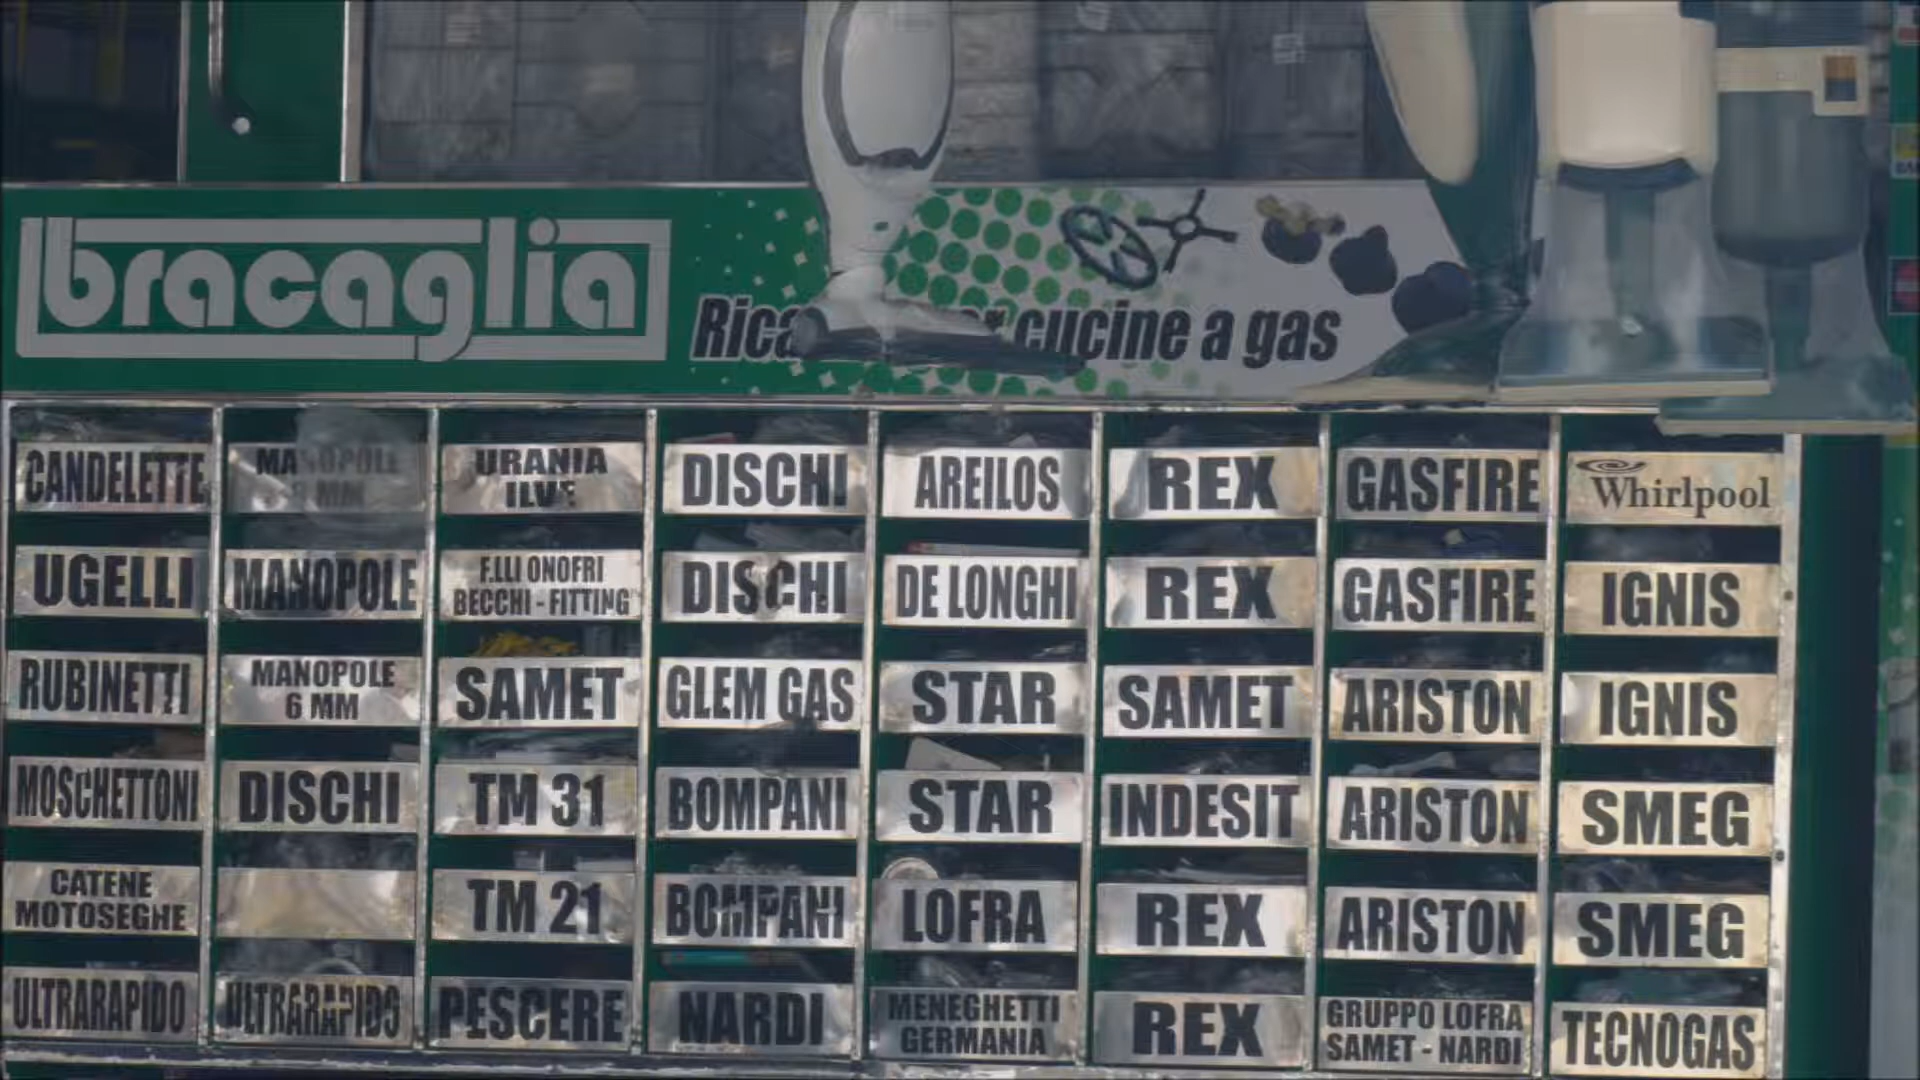 bracaglia
cucine a gas
CANDELETTE
MANOPOLE
MM
URANIA
ILVE
DISCHI
AREILOS
REX
GASFIRE
Whirlpool
UGELLI
MANOPOLE
F.LLI ONOFRI
BECCHI - FITTING
DISCHI
DE LONGHI
REX
GASFIRE
IGNIS
RUBINETTI
MANOPOLE
6 MM
SAMET
GLEM GAS
STAR
SAMET
ARISTON
IGNIS
MOSCHETTONI
DISCHI
TM 31
BOMPANI
STAR
INDESIT
ARISTON
SMEG
CATENE
MOTOSEGHE
TM 21
BOMPANI
LOFRA
REX
ARISTON
SMEG
ULTRARAPIDO
ULTRARAPIDO
PESCERE
NARDI
MENEGHETTI
GERMANIA
REX
GRUPPO LOFRA
SAMET - NARDI
TECNOGAS